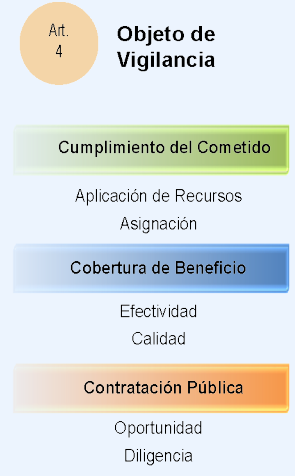 Art.
4
Objeto de
Vigilancia
Cumplimiento del Cometido
Aplicación de Recursos
Asignación
Cobertura de Beneficio
Efectividad
Calidad
Contratación Pública
Oportunidad
Diligencia